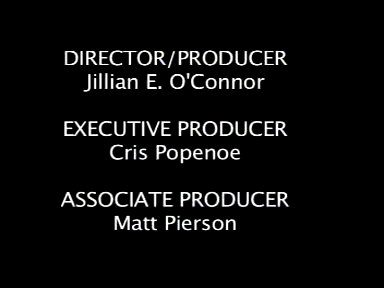 DIRECTOR/PRODUCER
Jillian E. O'Connor
EXECUTIVE PRODUCER
Cris Popenoe
ASSOCIATE PRODUCER
Matt Pierson